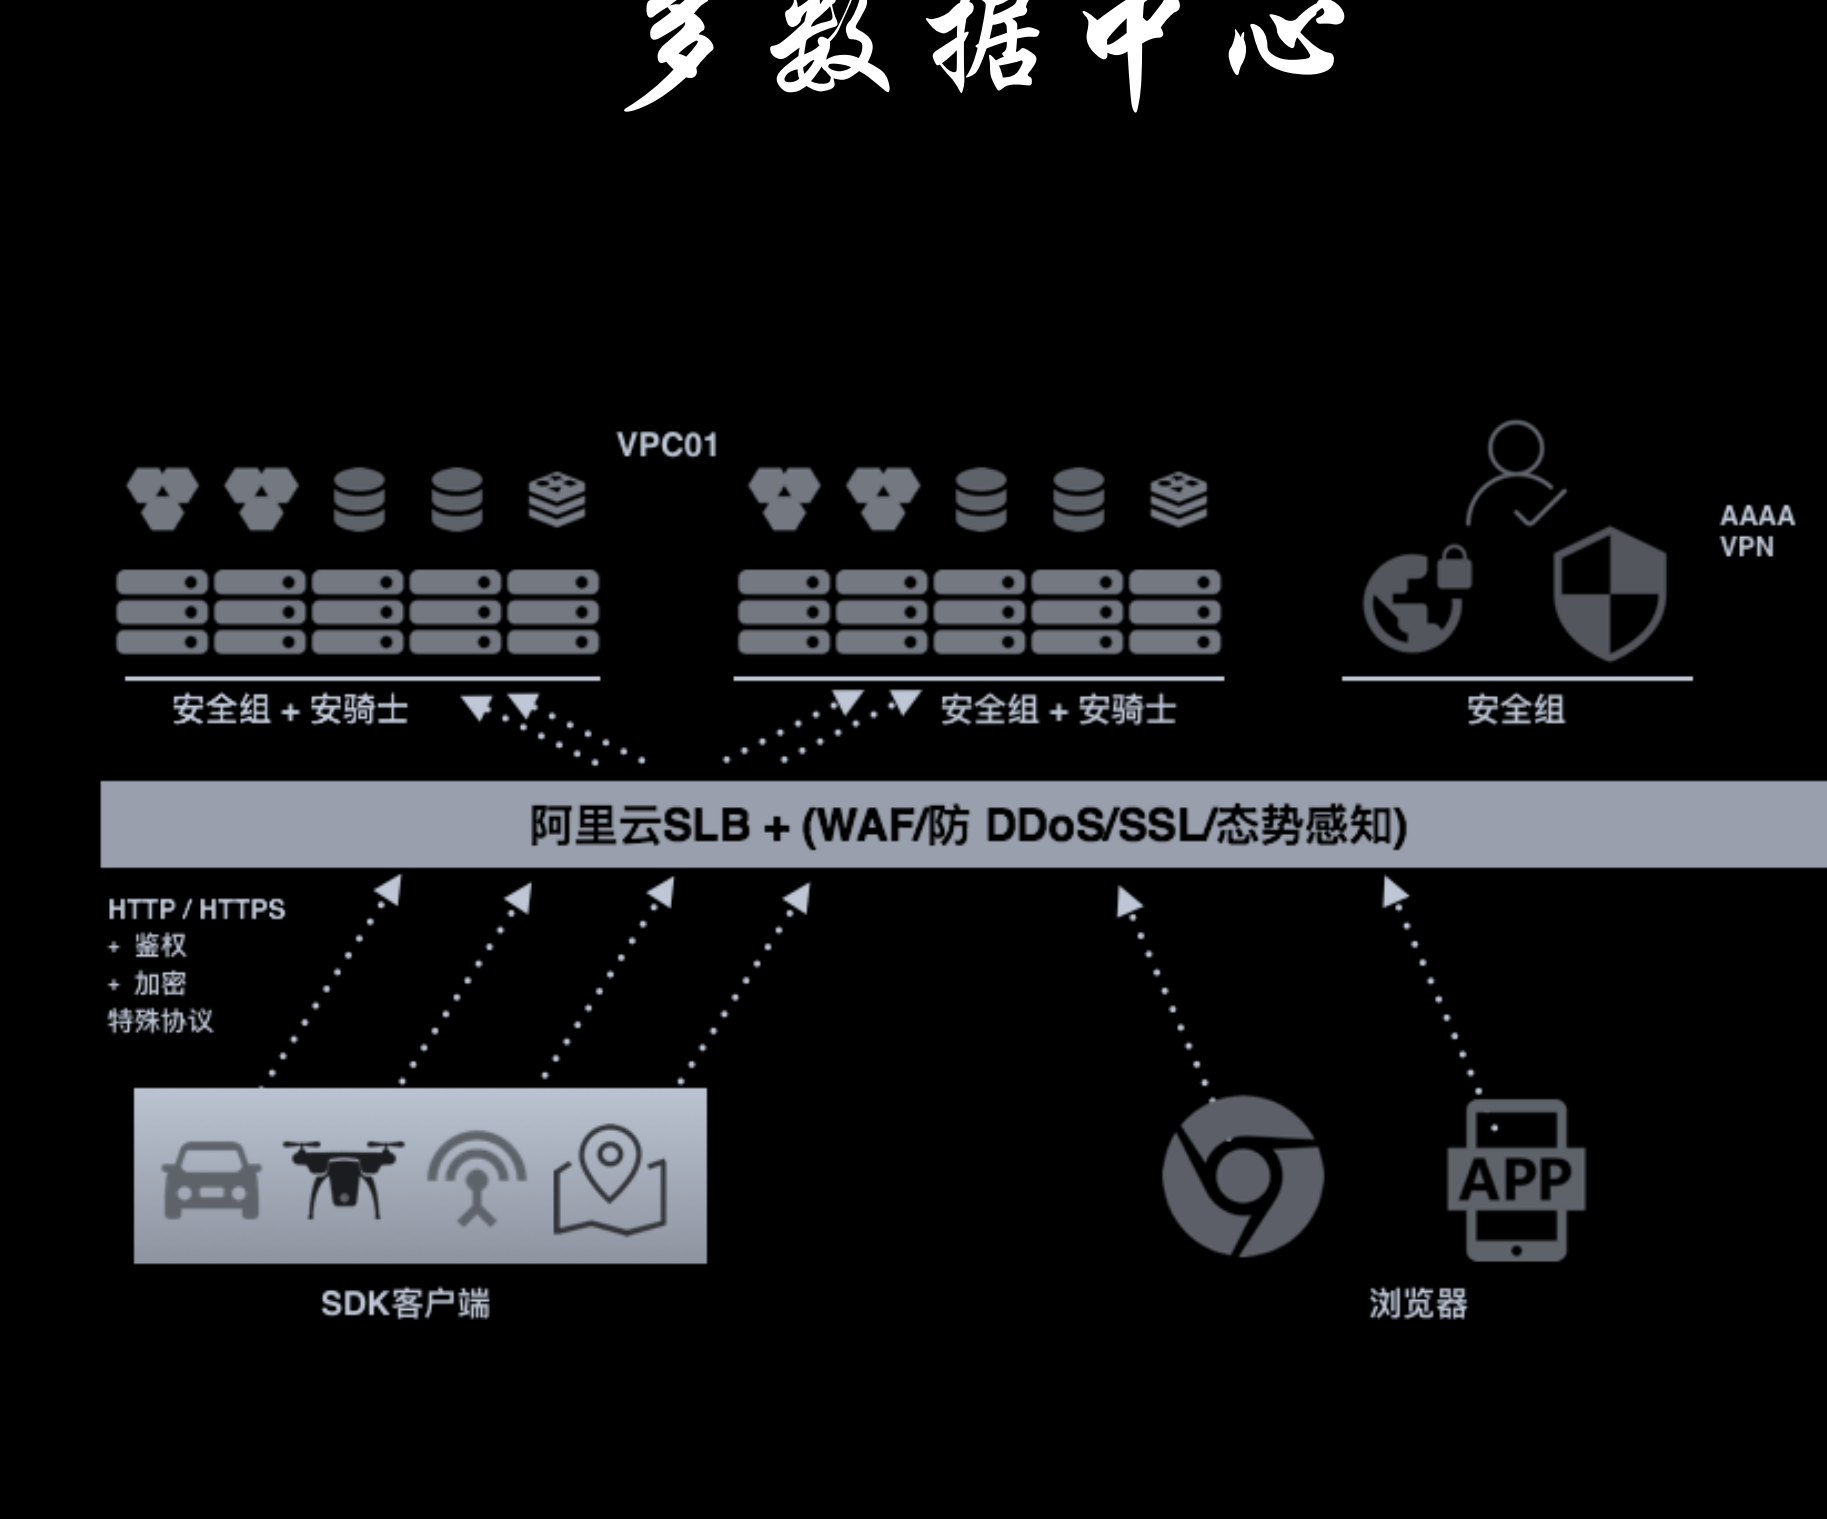 多数据中心
VPC01
AAAA
VPN
安全组 + 安骑士
安全组 + 安骑士
安全组
阿里云SLB + (WAF/防 DDoS/SSL/态势感知)
HTTP / HTTPS
+ 鉴权
+ 加密
特殊协议
APP
SDK客户端
浏览器